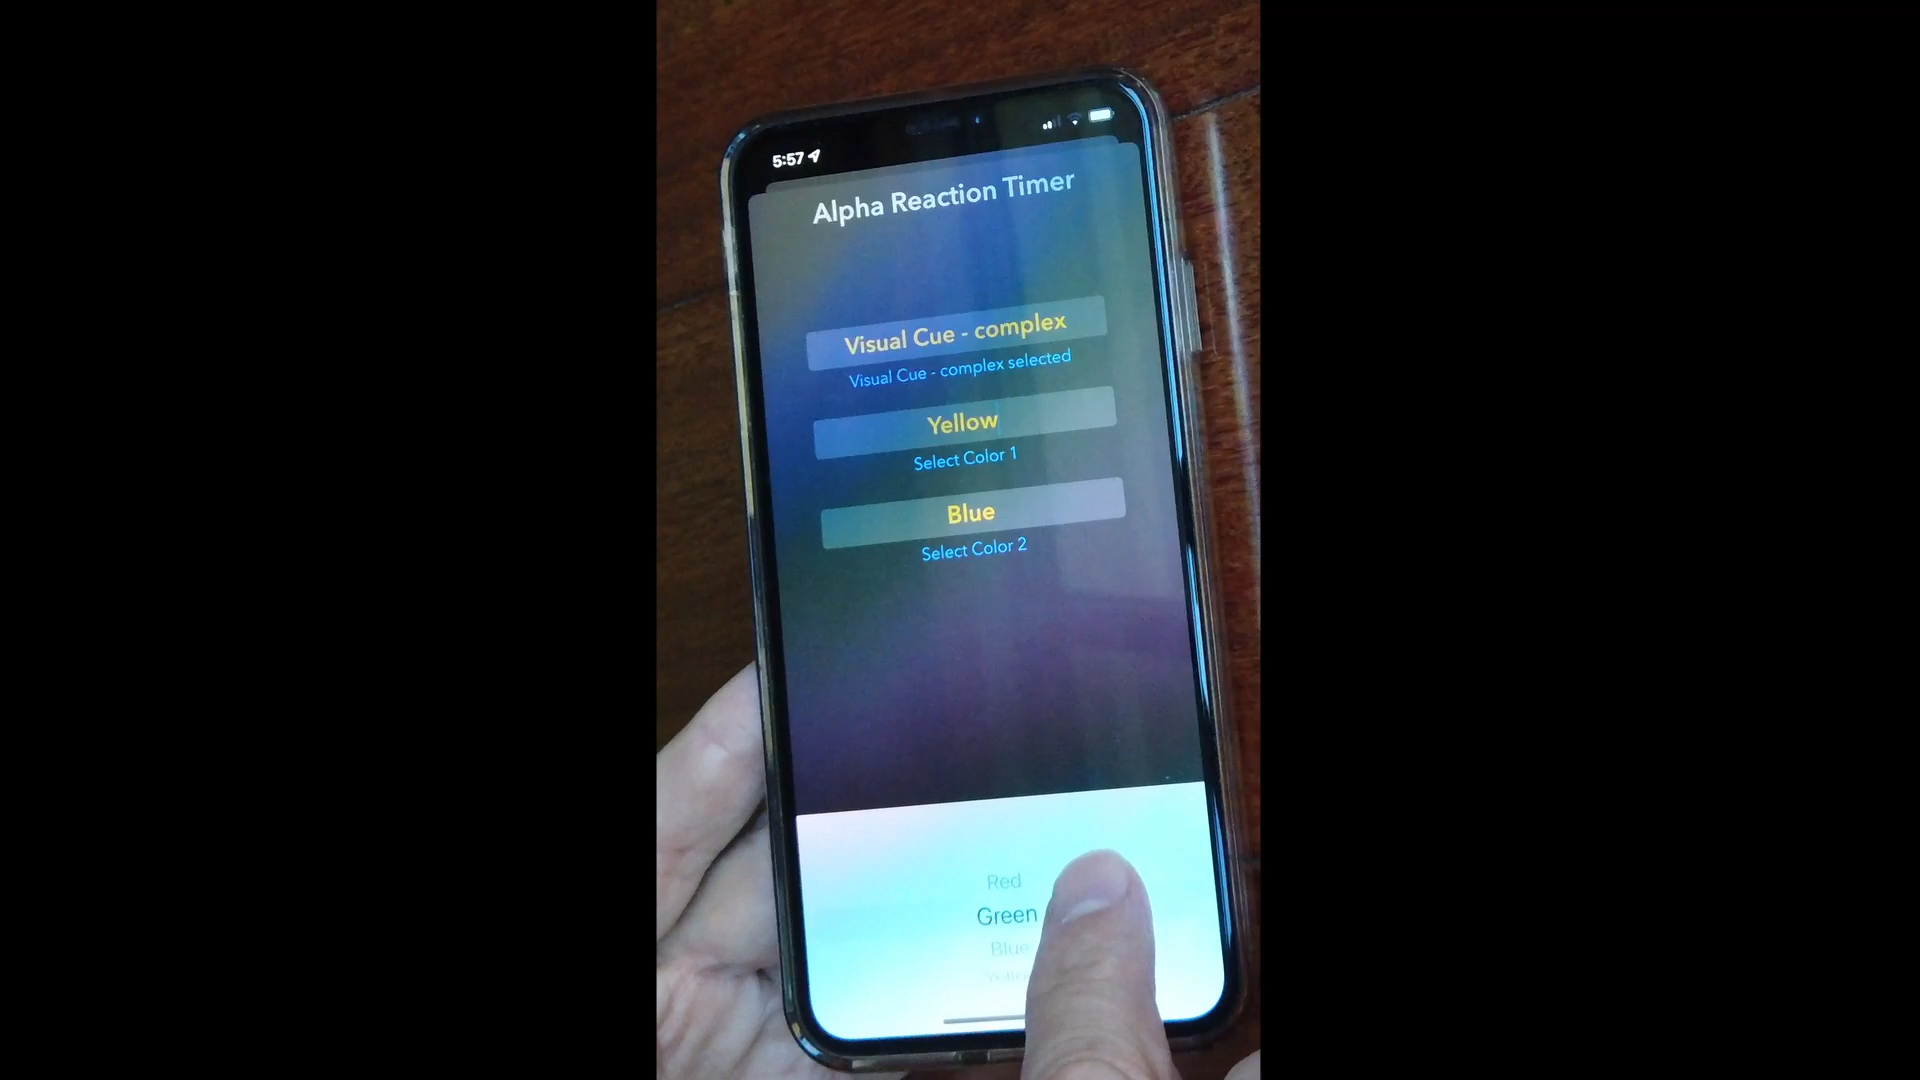 5:57
Alpha Reaction Timer
Visual Cue - complex
Visual Cue - complex selected
Yellow
Select Color 1
Blue
Select Color 2
Red
Green
Blue